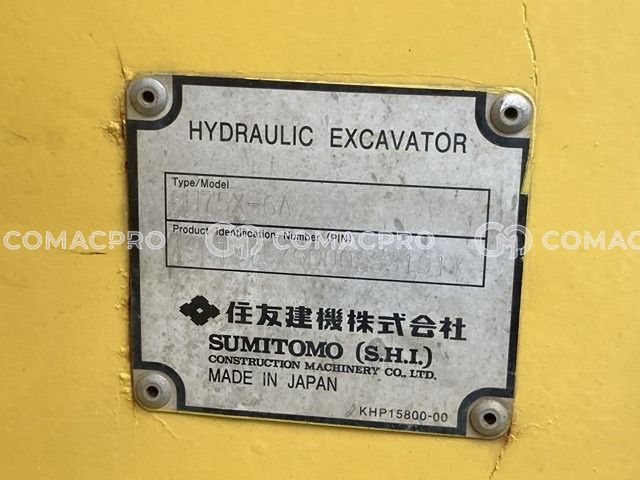 HYDRAULIC EXCAVATOR
Type/Model
Product Identification Number (PIN)
COMACPRO COMACPRO COMACPRO
住友建機株式会社
SUMITOMO (S.H.I.)
CONSTRUCTION MACHINERY CO., LTD.
MADE IN JAPAN
KHP15800-00